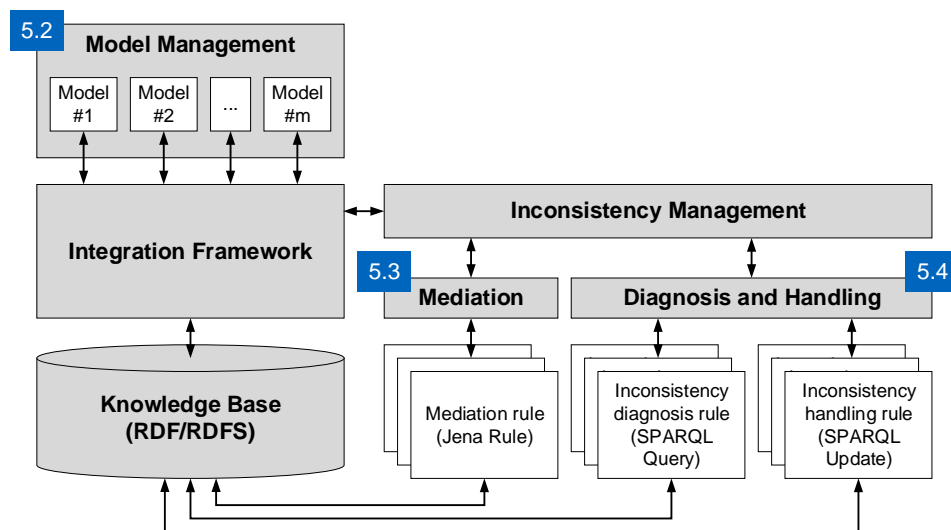 5.2
Model Management
Model
#1
Model
#2
...
Model
#m
Integration Framework
Inconsistency Management
5.3
Mediation
5.4
Diagnosis and Handling
Knowledge Base
(RDF/RDFS)
Mediation rule
(Jena Rule)
Inconsistency
diagnosis rule
(SPARQL
Query)
Inconsistency
handling rule
(SPARQL
Update)